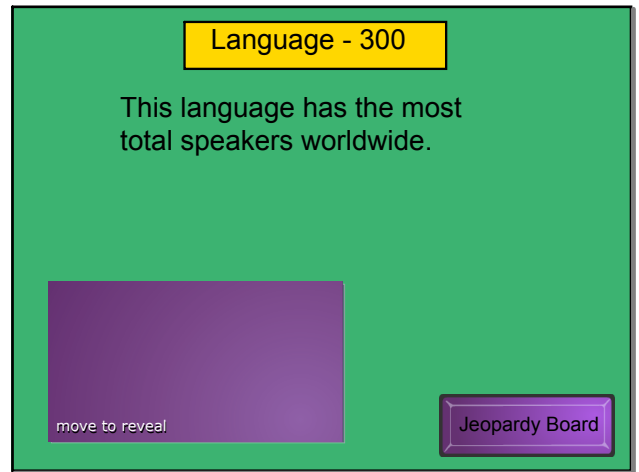 Language - 300
This language has the most
total speakers worldwide.
move to reveal
Jeopardy Board